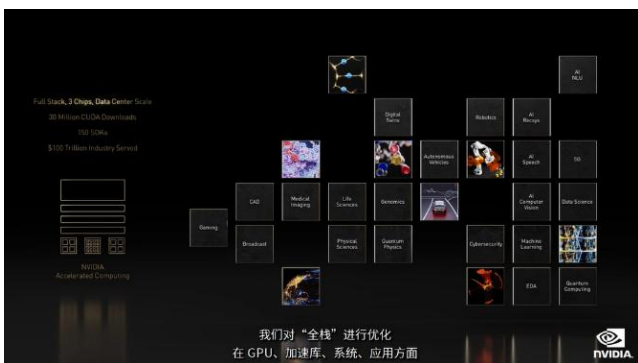 Full Stack, 3 Chips, Data Center Scale
30 Million CUDA Downloads
150 SDKs
$100 Trillion Industry Served
NVIDIA
Accelerated Computing
AI
NLU
Digital
Twins
Robotics
AI
Recsys
Autonomous
Vehicles
AI
Speech
5G
CAD
Medical
Imaging
Life
Sciences
Genomics
AI
Computer
Vision
Data Science
Gaming
Broadcast
Physical
Sciences
Quantum
Physics
Cybersecurity
Machine
Learning
EDA
Quantum
Computing
我们对“全栈”进行优化
在 GPU、加速库、系统、应用方面
NVIDIA.